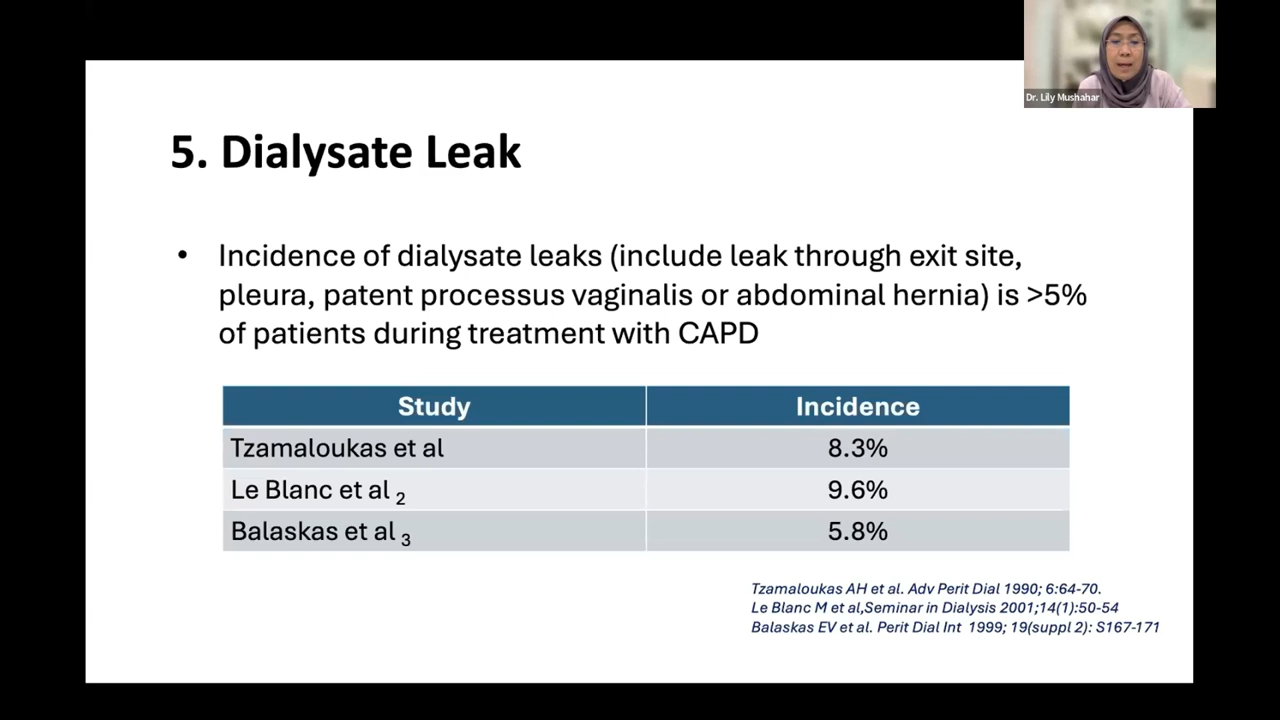 Dr. Lily Mushahar
5. Dialysate Leak
• Incidence of dialysate leaks (include leak through exit site,
pleura, patent processus vaginalis or abdominal hernia) is >5%
of patients during treatment with CAPD
Study Incidence
Tzamaloukas et al 8.3%
Le Blanc et al 2 9.6%
Balaskas et al 3 5.8%
Tzamaloukas AH et al. Adv Perit Dial 1990; 6:64-70.
Le Blanc M et al,Seminar in Dialysis 2001;14(1):50-54
Balaskas EV et al. Perit Dial Int 1999; 19(suppl 2): S167-171